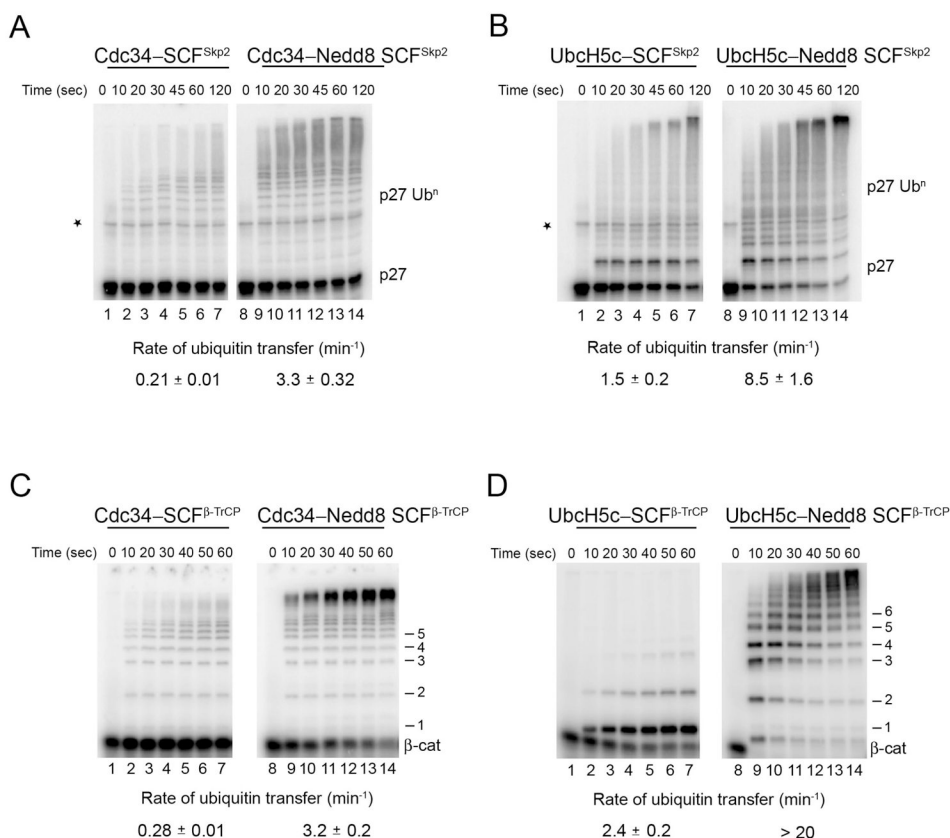 A
Cdc34–SCF^Skp2 Cdc34–Nedd8 SCF^Skp2
Time (sec) 0 10 20 30 45 60 120 0 10 20 30 45 60 120
p27 Ubⁿ
★
p27
1 2 3 4 5 6 7 8 9 10 11 12 13 14
Rate of ubiquitin transfer (min⁻¹)
0.21 ± 0.01 3.3 ± 0.32
B
UbcH5c–SCF^Skp2 UbcH5c–Nedd8 SCF^Skp2
Time (sec) 0 10 20 30 45 60 120 0 10 20 30 45 60 120
p27 Ubⁿ
★
p27
1 2 3 4 5 6 7 8 9 10 11 12 13 14
Rate of ubiquitin transfer (min⁻¹)
1.5 ± 0.2 8.5 ± 1.6
C
Cdc34–SCF^β-TrCP Cdc34–Nedd8 SCF^β-TrCP
Time (sec) 0 10 20 30 40 50 60 0 10 20 30 40 50 60
– 5
– 4
– 3
– 2
– 1
β-cat
1 2 3 4 5 6 7 8 9 10 11 12 13 14
Rate of ubiquitin transfer (min⁻¹)
0.28 ± 0.01 3.2 ± 0.2
D
UbcH5c–SCF^β-TrCP UbcH5c–Nedd8 SCF^β-TrCP
Time (sec) 0 10 20 30 40 50 60 0 10 20 30 40 50 60
– 6
– 5
– 4
– 3
– 2
– 1
β-cat
1 2 3 4 5 6 7 8 9 10 11 12 13 14
Rate of ubiquitin transfer (min⁻¹)
2.4 ± 0.2 > 20